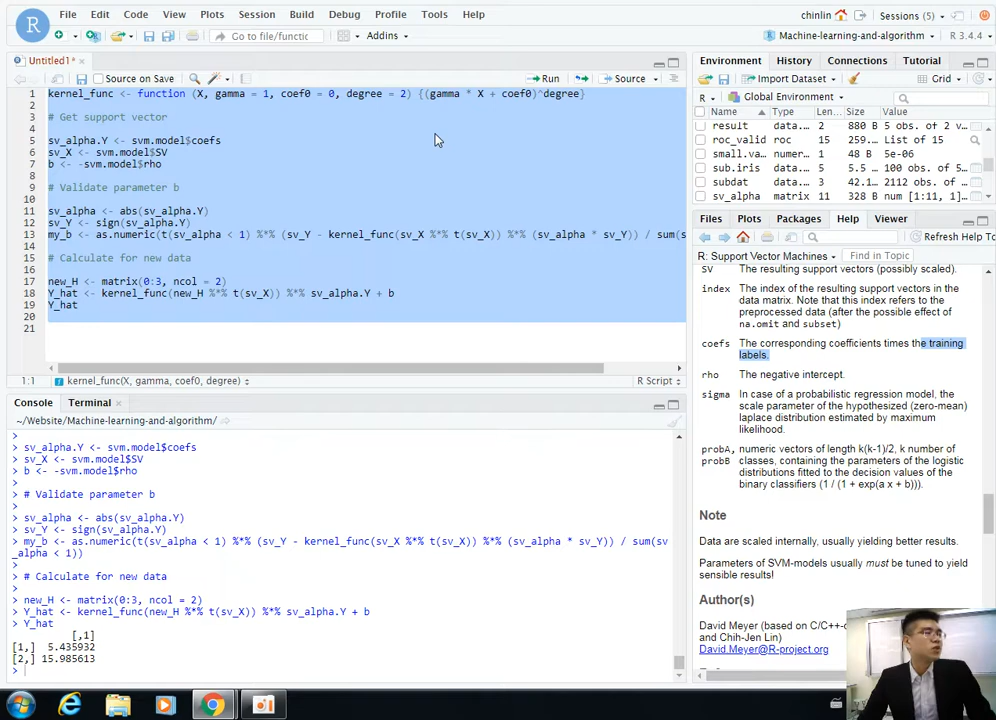 File Edit Code View Plots Session Build Debug Profile Tools Help
chinlin Sessions (5)
Go to file/functic Addins
Machine-learning-and-algorithm R 3.4.4
Untitled1*
Source on Save Run Source
1 kernel_func <- function (X, gamma = 1, coef0 = 0, degree = 2) {(gamma * X + coef0)^degree}
2
3 # Get support vector
4
5 sv_alpha.Y <- svm.model$coefs
6 sv_X <- svm.model$SV
7 b <- -svm.model$rho
8
9 # Validate parameter b
10
11 sv_alpha <- abs(sv_alpha.Y)
12 sv_Y <- sign(sv_alpha.Y)
13 my_b <- as.numeric(t(sv_alpha < 1) %*% (sv_Y - kernel_func(sv_X %*% t(sv_X)) %*% (sv_alpha * sv_Y)) / sum(s
14
15 # Calculate for new data
16
17 new_H <- matrix(0:3, ncol = 2)
18 Y_hat <- kernel_func(new_H %*% t(sv_X)) %*% sv_alpha.Y + b
19 Y_hat
20
21
1:1 kernel_func(X, gamma, coef0, degree) R Script
Console Terminal
~/Website/Machine-learning-and-algorithm/
>
> sv_alpha.Y <- svm.model$coefs
> sv_X <- svm.model$SV
> b <- -svm.model$rho
>
> # Validate parameter b
>
> sv_alpha <- abs(sv_alpha.Y)
> sv_Y <- sign(sv_alpha.Y)
> my_b <- as.numeric(t(sv_alpha < 1) %*% (sv_Y - kernel_func(sv_X %*% t(sv_X)) %*% (sv_alpha * sv_Y)) / sum(sv
_alpha < 1))
>
> # Calculate for new data
>
> new_H <- matrix(0:3, ncol = 2)
> Y_hat <- kernel_func(new_H %*% t(sv_X)) %*% sv_alpha.Y + b
> Y_hat
[,1]
[1,] 5.435932
[2,] 15.985613
>
Environment History Connections Tutorial
Import Dataset Grid
R Global Environment
Name Type Len… Size Value
result data.… 2 880 B 5 obs. of 2 v…
roc_valid roc 15 259.… List of 15
small.va… numer… 1 48 B 5e-06
sub.iris data.… 5 5.5 … 100 obs. of 5…
subdat data.… 3 42.1… 2112 obs. of …
sv_alpha matrix 11 328 B num [1:11, 1]…
Files Plots Packages Help Viewer
Refresh Help To
R: Support Vector Machines Find in Topic
SV The resulting support vectors (possibly scaled).
index The index of the resulting support vectors in the
data matrix. Note that this index refers to the
preprocessed data (after the possible effect of
na.omit and subset)
coefs The corresponding coefficients times the training
labels.
rho The negative intercept.
sigma In case of a probabilistic regression model, the
scale parameter of the hypothesized (zero-mean)
laplace distribution estimated by maximum
likelihood.
probA, numeric vectors of length k(k-1)/2, k number of
probB classes, containing the parameters of the logistic
distributions fitted to the decision values of the
binary classifiers (1 / (1 + exp(a x + b))).
Note
Data are scaled internally, usually yielding better results.
Parameters of SVM-models usually must be tuned to yield
sensible results!
Author(s)
David Meyer (based on C/C++-c
and Chih-Jen Lin)
David.Meyer@R-project.org